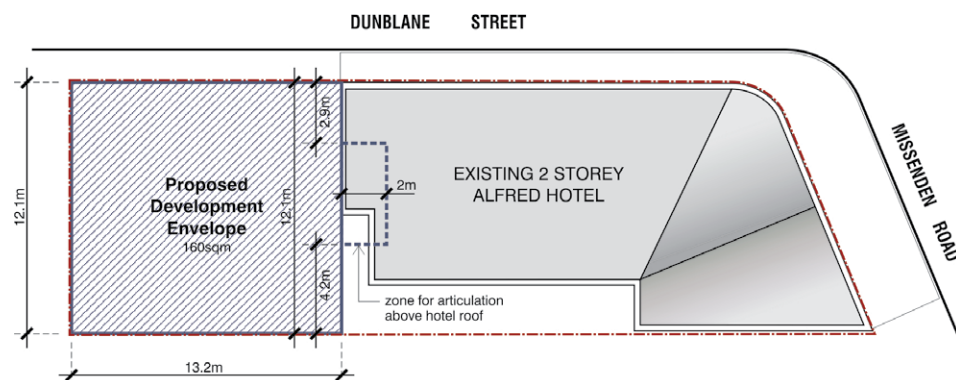 DUNBLANE STREET
MISSENDEN ROAD
12.1m
12.1m
2.9m
2m
4.2m
13.2m
Proposed
Development
Envelope
160sqm
EXISTING 2 STOREY
ALFRED HOTEL
zone for articulation
above hotel roof